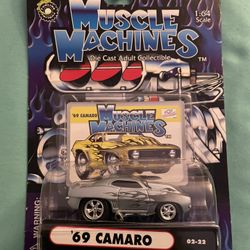 MUSCLE
MACHINES
Die Cast Adult Collectible
1:64
Scale
'69 CAMARO
MUSCLE
MACHINES
'69 CAMARO
02-22
WARNING: